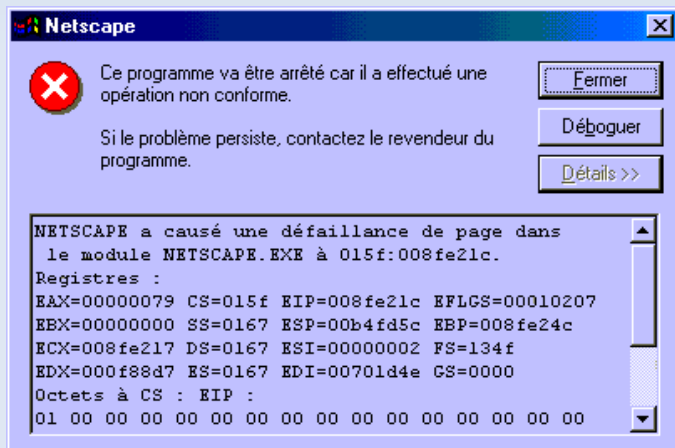 Netscape
Ce programme va être arrêté car il a effectué une
opération non conforme.
Si le problème persiste, contactez le revendeur du
programme.
Fermer
Déboguer
Détails >>
NETSCAPE a causé une défaillance de page dans
le module NETSCAPE.EXE à 015f:008fe21c.
Registres :
EAX=00000079 CS=015f EIP=008fe21c EFLGS=00010207
EBX=00000000 SS=0167 ESP=00b4fd5c EBP=008fe24c
ECX=008fe217 DS=0167 ESI=00000002 FS=134f
EDX=000f88d7 ES=0167 EDI=00701d4e GS=0000
Octets à CS : EIP :
01 00 00 00 00 00 00 00 00 00 00 00 00 00 00 00